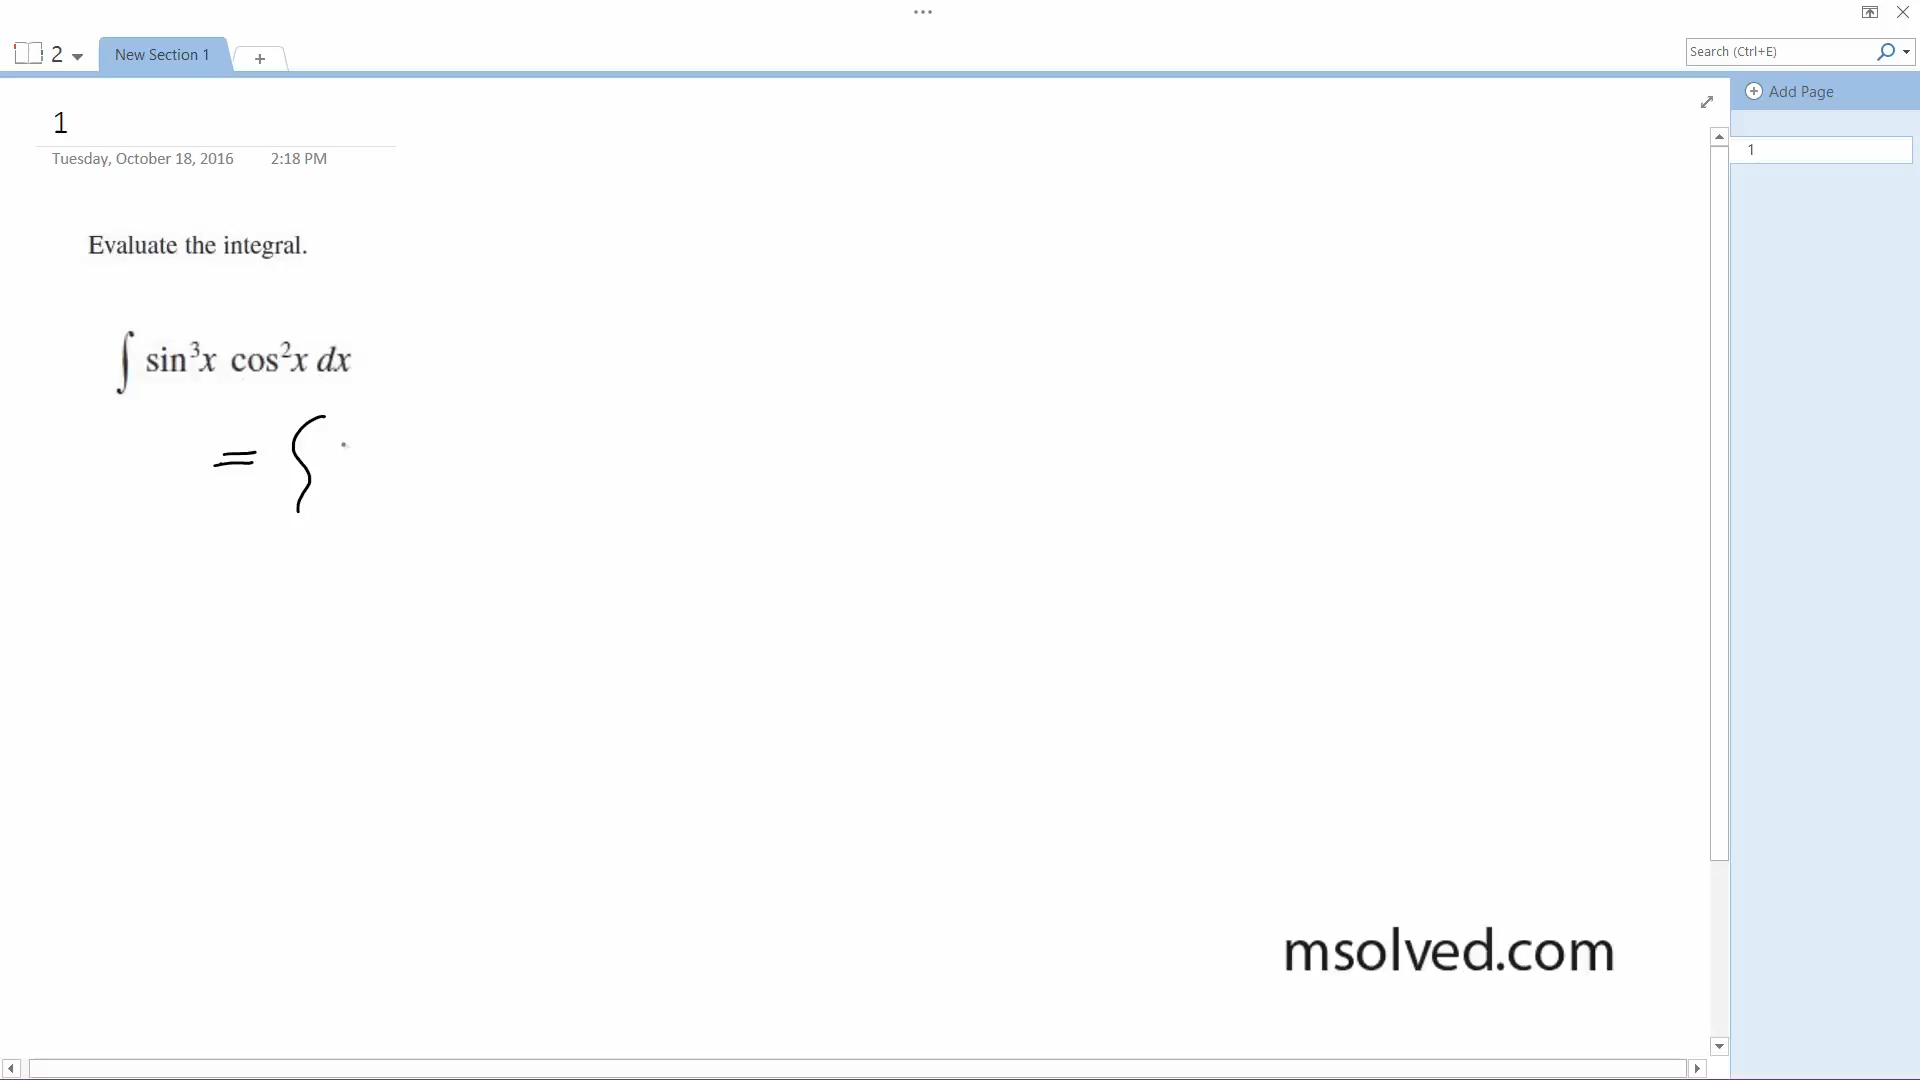 ...
2 New Section 1 +
Search (Ctrl+E)
Add Page
1
1
Tuesday, October 18, 2016 2:18 PM
Evaluate the integral.
∫ sin³x cos²x dx
= ∫
msolved.com